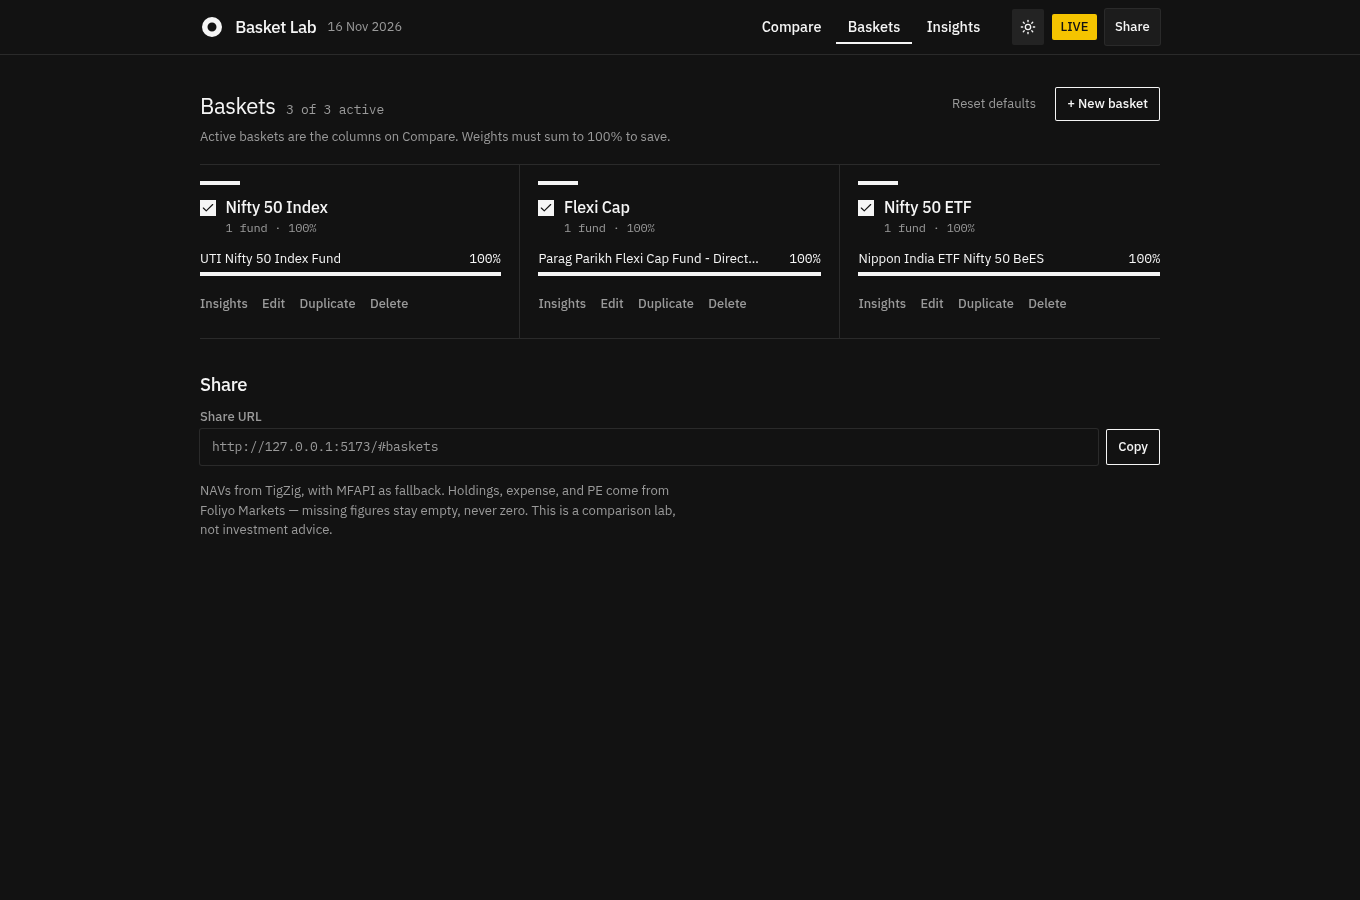 Basket Lab 16 Nov 2026
Compare Baskets Insights LIVE Share
Baskets 3 of 3 active
Reset defaults + New basket
Active baskets are the columns on Compare. Weights must sum to 100% to save.
Nifty 50 Index
1 fund · 100%
UTI Nifty 50 Index Fund 100%
Insights Edit Duplicate Delete
Flexi Cap
1 fund · 100%
Parag Parikh Flexi Cap Fund - Direct... 100%
Insights Edit Duplicate Delete
Nifty 50 ETF
1 fund · 100%
Nippon India ETF Nifty 50 BeES 100%
Insights Edit Duplicate Delete
Share
Share URL
http://127.0.0.1:5173/#baskets
Copy
NAVs from TigZig, with MFAPI as fallback. Holdings, expense, and PE come from
Foliyo Markets — missing figures stay empty, never zero. This is a comparison lab,
not investment advice.